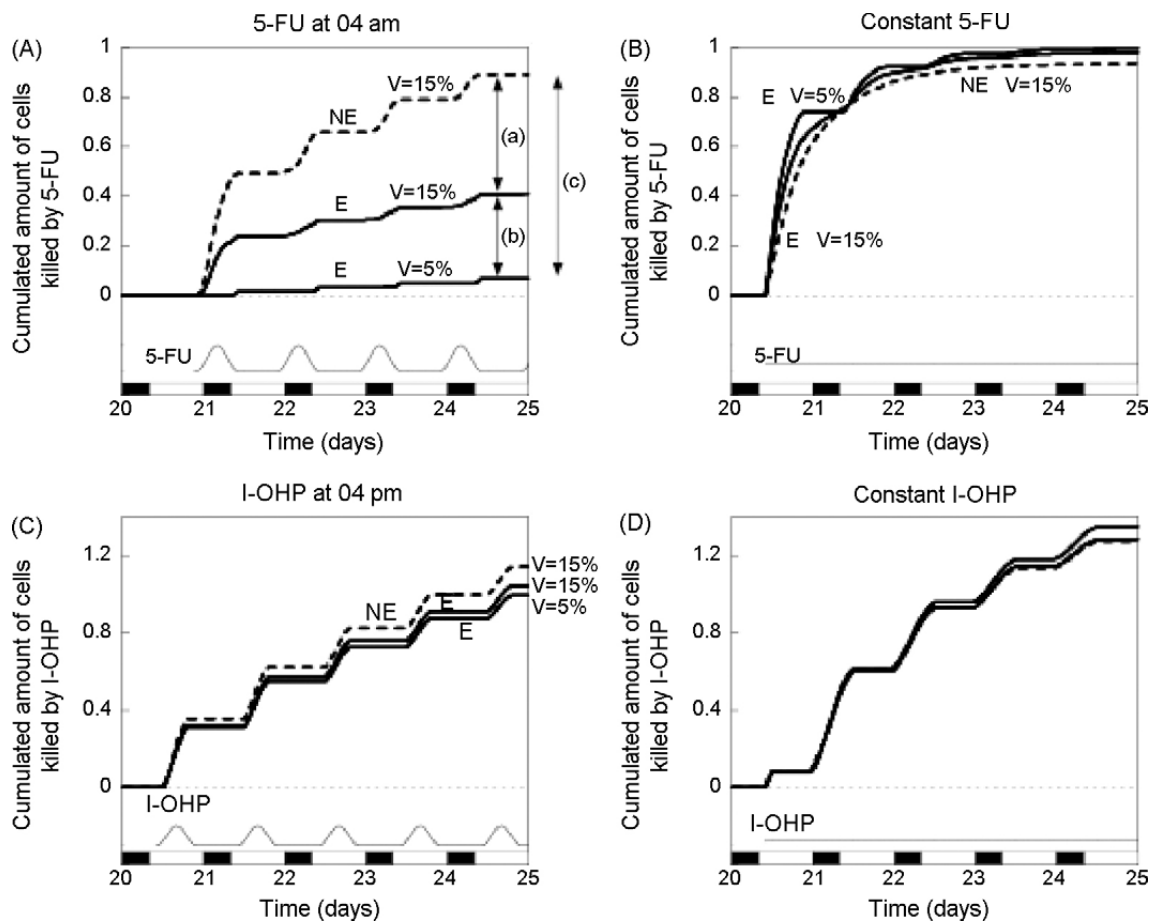 (A)
5-FU at 04 am
Cumulated amount of cells
killed by 5-FU
1
0.8
0.6
0.4
0.2
0
NE
V=15%
E
V=15%
E
V=5%
(a)
(b)
(c)
5-FU
20 21 22 23 24 25
Time (days)
(B)
Constant 5-FU
Cumulated amount of cells
killed by 5-FU
1
0.8
0.6
0.4
0.2
0
E V=5%
NE V=15%
E V=15%
5-FU
20 21 22 23 24 25
Time (days)
(C)
l-OHP at 04 pm
Cumulated amount of cells
killed by l-OHP
1.2
0.8
0.4
0
NE
E
E
V=15%
V=15%
V=5%
l-OHP
20 21 22 23 24 25
Time (days)
(D)
Constant l-OHP
Cumulated amount of cells
killed by l-OHP
1.2
0.8
0.4
0
l-OHP
20 21 22 23 24 25
Time (days)